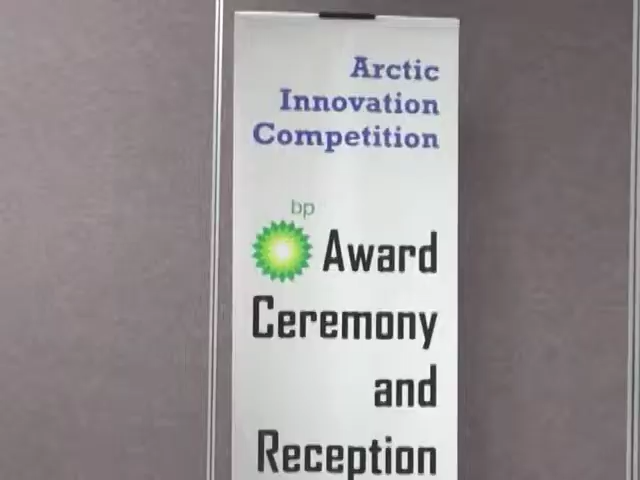 Arctic
Innovation
Competition
bp
Award
Ceremony
and
Reception